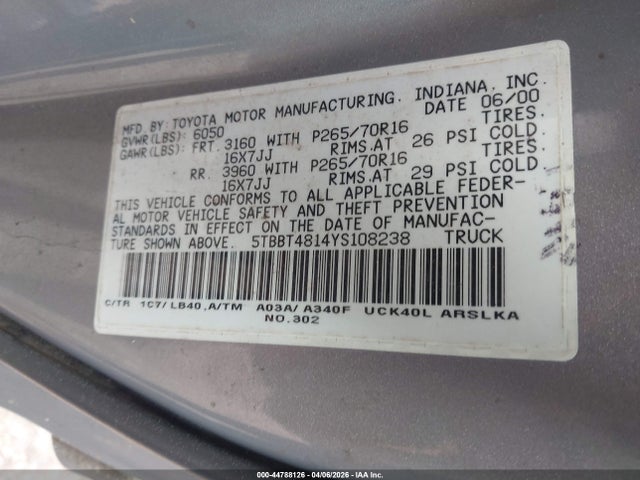 MFD.BY:TOYOTA MOTOR MANUFACTURING. INDIANA, INC.
GVWR(LBS): 6050 DATE 06/00
GAWR(LBS): FRT. 3160 WITH P265/70R16 TIRES.
16X7JJ RIMS.AT 26 PSI COLD.
RR. 3960 WITH P265/70R16 TIRES.
16X7JJ RIMS.AT 29 PSI COLD.
THIS VEHICLE CONFORMS TO ALL APPLICABLE FEDER-
AL MOTOR VEHICLE SAFETY AND THEFT PREVENTION
STANDARDS IN EFFECT ON THE DATE OF MANUFAC-
TURE SHOWN ABOVE. 5TBBT4814YS108238 TRUCK
C/TR 1C7/ LB40,A/TM A03A/ A340F UCK40L ARSLKA
NO.302
000-44788126 | 04/06/2026 | IAA Inc.